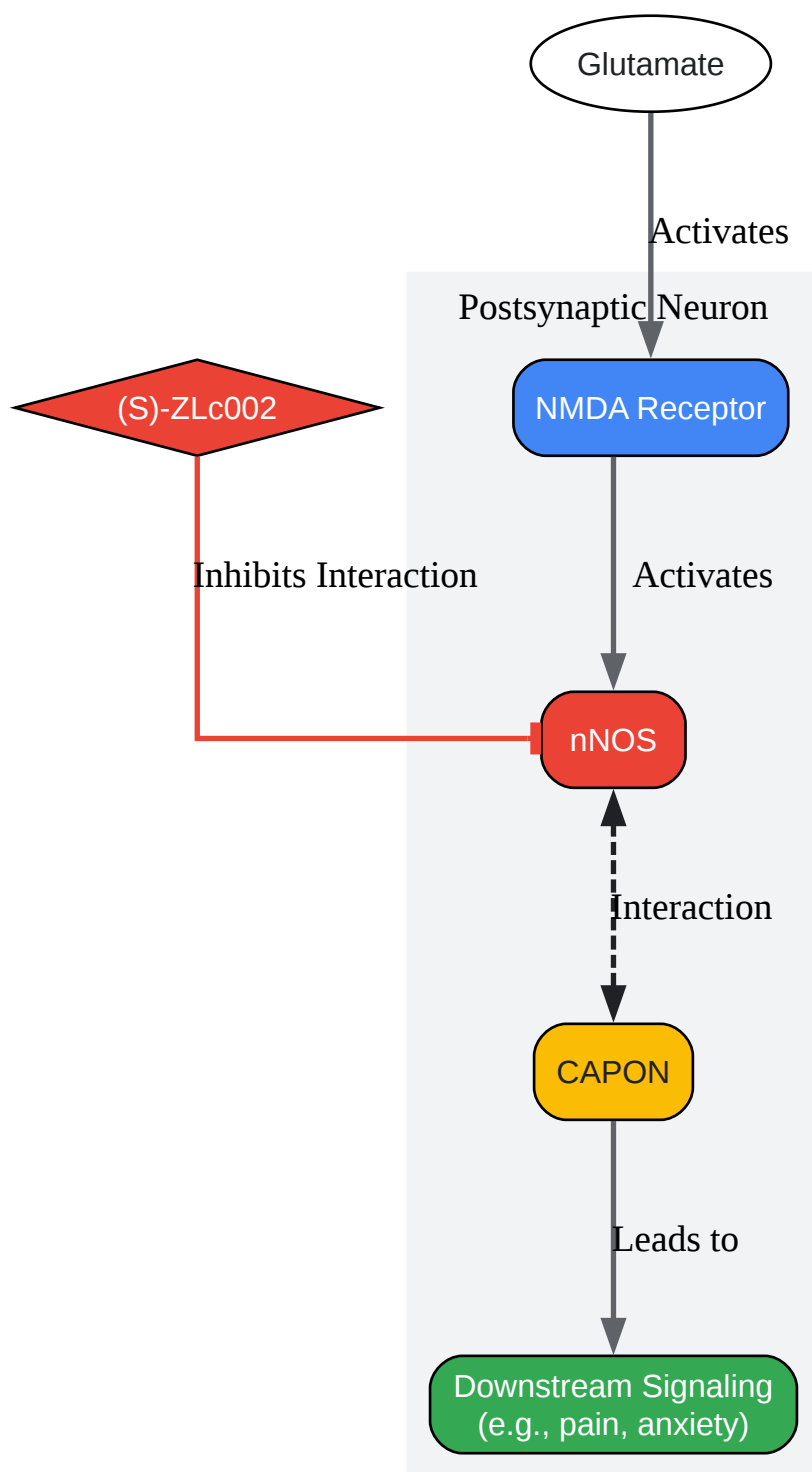 Glutamate
Activates
Postsynaptic Neuron
(S)-ZLc002
NMDA Receptor
Inhibits Interaction
Activates
nNOS
Interaction
CAPON
Leads to
Downstream Signaling
(e.g., pain, anxiety)